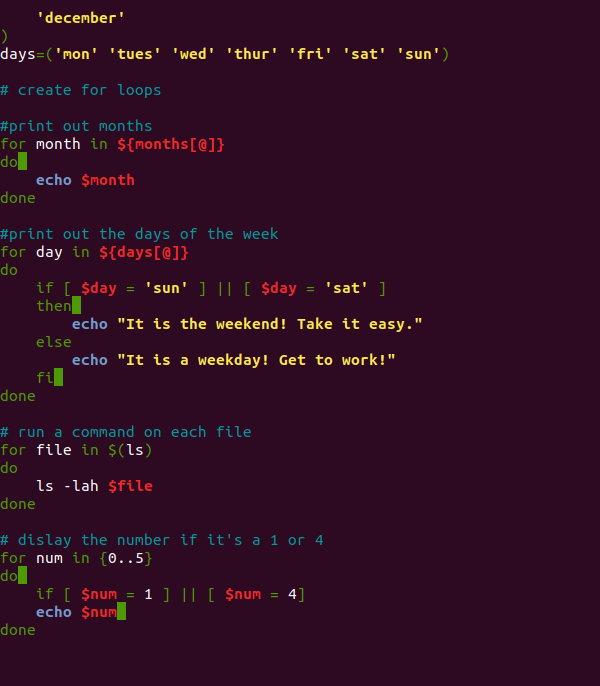 'december'
)
days=('mon' 'tues' 'wed' 'thur' 'fri' 'sat' 'sun')

# create for loops

#print out months
for month in ${months[@]}
do
    echo $month
done

#print out the days of the week
for day in ${days[@]}
do
    if [ $day = 'sun' ] || [ $day = 'sat' ]
    then
        echo "It is the weekend! Take it easy."
    else
        echo "It is a weekday! Get to work!"
    fi
done

# run a command on each file
for file in $(ls)
do
    ls -lah $file
done

# dislay the number if it's a 1 or 4
for num in {0..5}
do
    if [ $num = 1 ] || [ $num = 4]
    echo $num
done